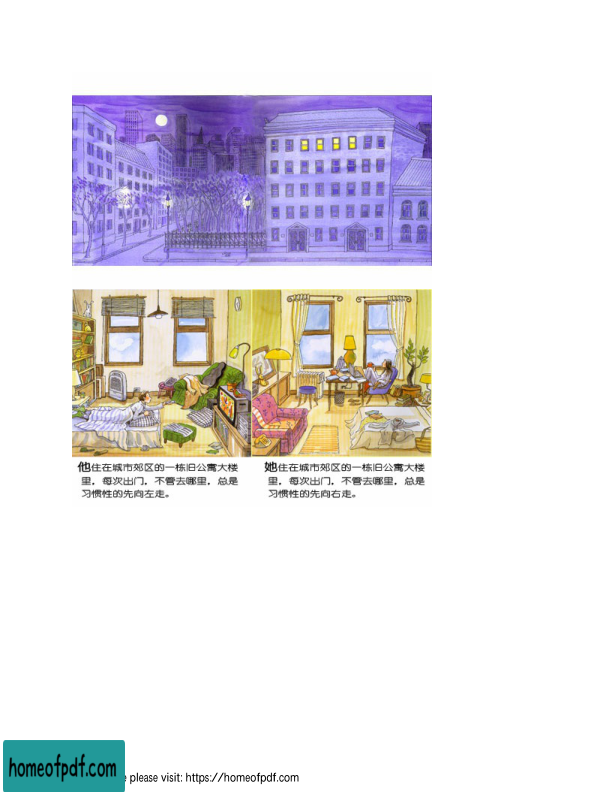 他住在城市郊区的一栋旧公寓大楼
里，每次出门，不管去哪里，总是
习惯性的先向左走。
她住在城市郊区的一栋旧公寓大楼
里，每次出门，不管去哪里，总是
习惯性的先向右走。
homeofpdf.com
please visit: https://homeofpdf.com